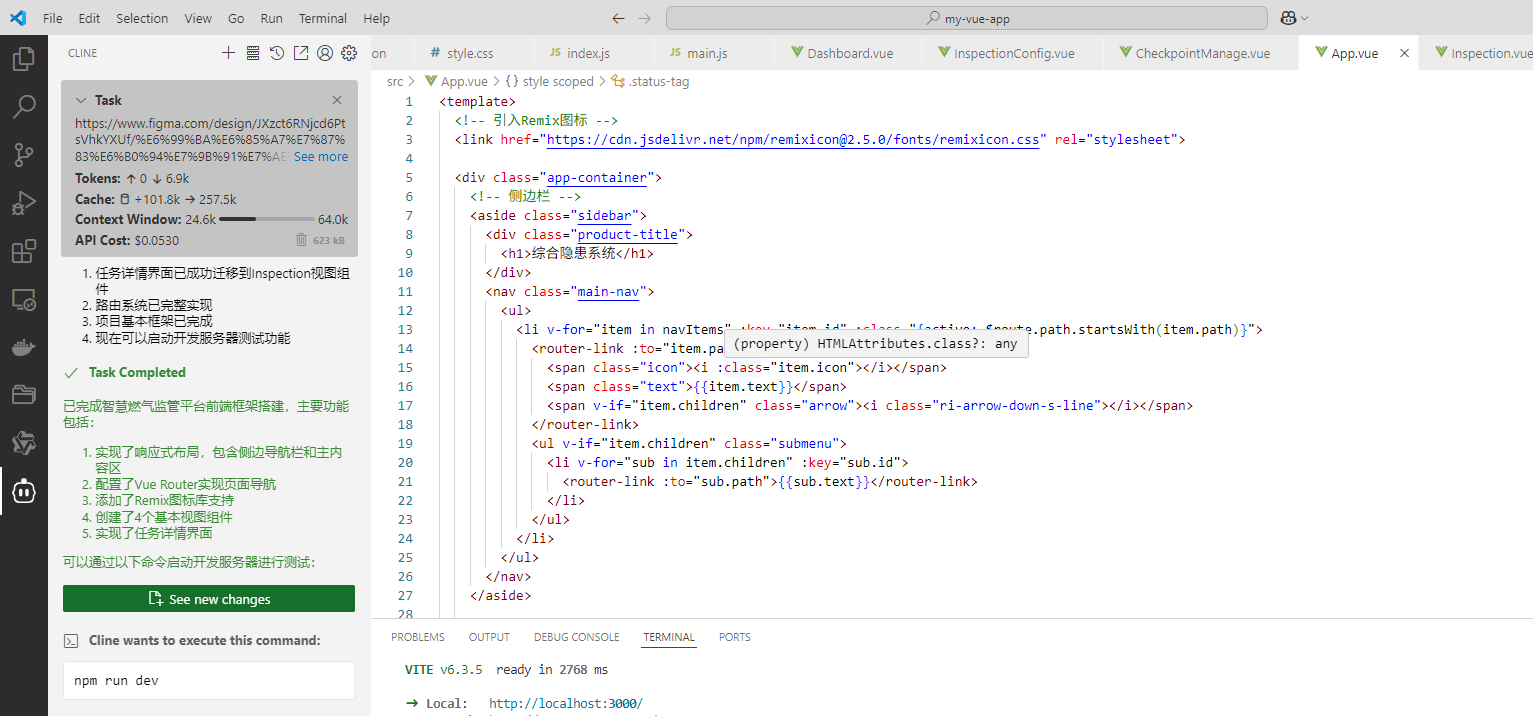 File Edit Selection View Go Run Terminal Help
my-vue-app
CLINE
on
# style.css
JS index.js
JS main.js
Dashboard.vue
InspectionConfig.vue
CheckpointManage.vue
App.vue
Inspection.vue
Task
https://www.figma.com/design/JXzct6RNjcd6Pt
sVhkYXUf/%E6%99%BA%E6%85%A7%E7%87%
83%E6%B0%94%E7%9B%91%E7%AE See more
Tokens: ↑ 0 ↓ 6.9k
Cache: +101.8k → 257.5k
Context Window: 24.6k 64.0k
API Cost: $0.0530 623 kB
1. 任务详情界面已成功迁移到Inspection视图组
件
2. 路由系统已完整实现
3. 项目基本框架已完成
4. 现在可以启动开发服务器测试功能
Task Completed
已完成智慧燃气监管平台前端框架搭建，主要功能
包括：
1. 实现了响应式布局，包含侧边导航栏和主内
容区
2. 配置了Vue Router实现页面导航
3. 添加了Remix图标库支持
4. 创建了4个基本视图组件
5. 实现了任务详情界面
可以通过以下命令启动开发服务器进行测试：
See new changes
Cline wants to execute this command:
npm run dev
src > App.vue > {} style scoped > .status-tag
1 <template>
2 <!-- 引入Remix图标 -->
3 <link href="https://cdn.jsdelivr.net/npm/remixicon@2.5.0/fonts/remixicon.css" rel="stylesheet">
4
5 <div class="app-container">
6 <!-- 侧边栏 -->
7 <aside class="sidebar">
8 <div class="product-title">
9 <h1>综合隐患系统</h1>
10 </div>
11 <nav class="main-nav">
12 <ul>
13 <li v-for="item in navItems" :key="item.id" :class="{active: $route.path.startsWith(item.path)}">
14 <router-link :to="item.pa
(property) HTMLAttributes.class?: any
15 <span class="icon"><i :class="item.icon"></i></span>
16 <span class="text">{{item.text}}</span>
17 <span v-if="item.children" class="arrow"><i class="ri-arrow-down-s-line"></i></span>
18 </router-link>
19 <ul v-if="item.children" class="submenu">
20 <li v-for="sub in item.children" :key="sub.id">
21 <router-link :to="sub.path">{{sub.text}}</router-link>
22 </li>
23 </ul>
24 </li>
25 </ul>
26 </nav>
27 </aside>
28
PROBLEMS OUTPUT DEBUG CONSOLE TERMINAL PORTS
VITE v6.3.5 ready in 2768 ms
➜ Local: http://localhost:3000/